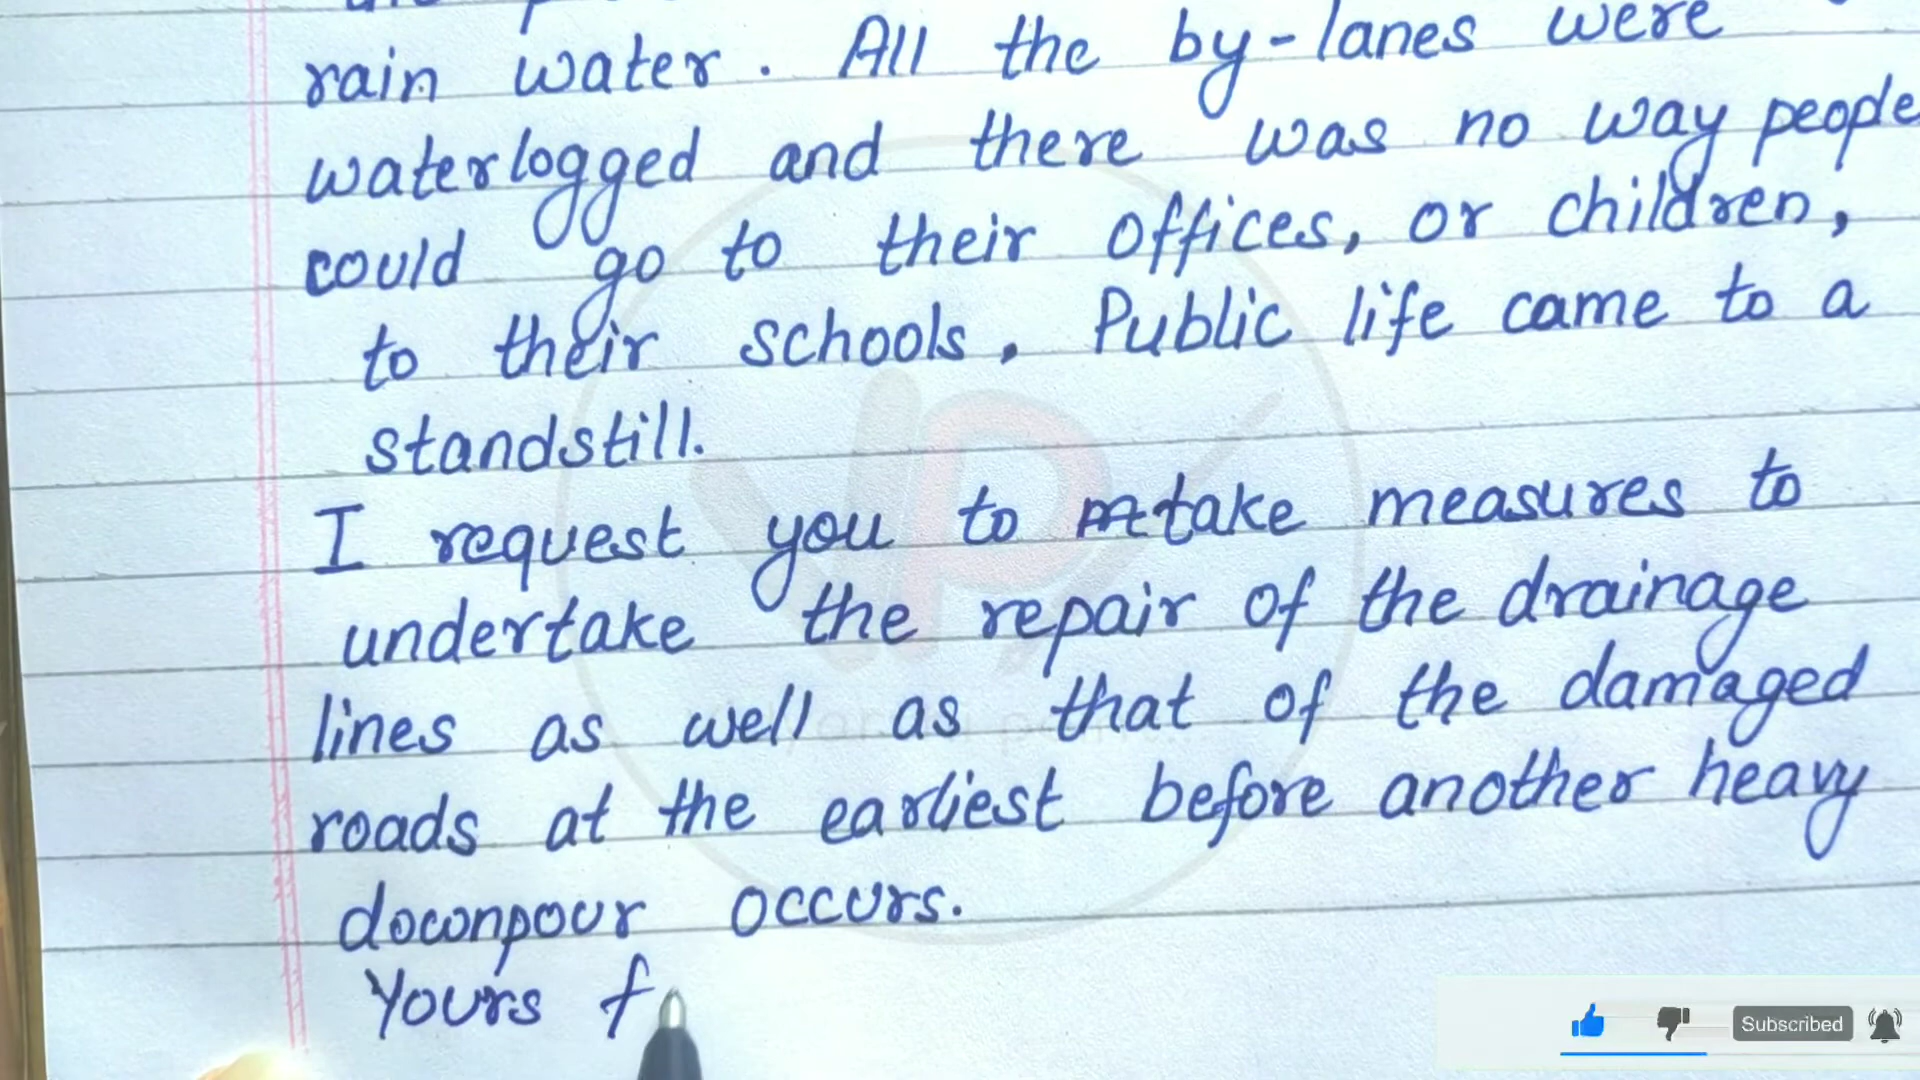 rain water. All the by-lanes were
waterlogged and there was no way people
could go to their offices, or children,
to their schools. Public life came to a
standstill.
I request you to take measures to
undertake the repair of the drainage
lines as well as that of the damaged
roads at the earliest before another heavy
downpour occurs.
Yours f
Subscribed